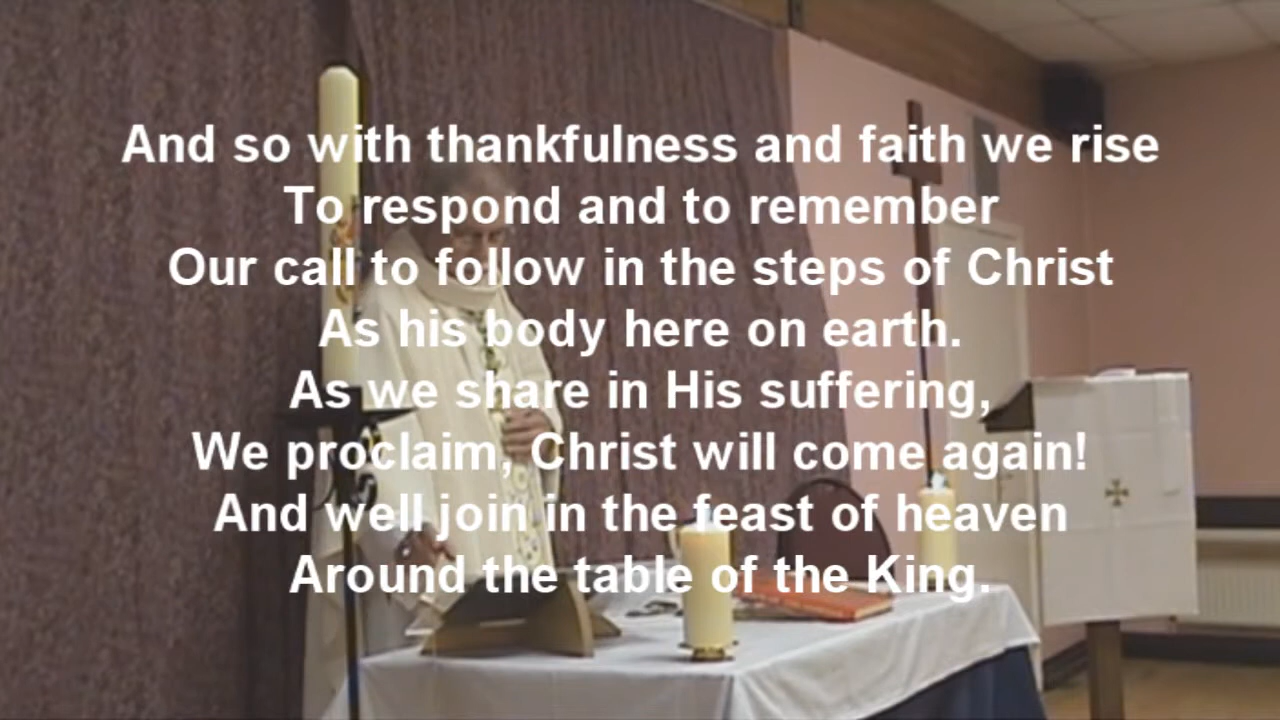 And so with thankfulness and faith we rise
To respond and to remember
Our call to follow in the steps of Christ
As his body here on earth.
As we share in His suffering,
We proclaim, Christ will come again!
And well join in the feast of heaven
Around the table of the King.